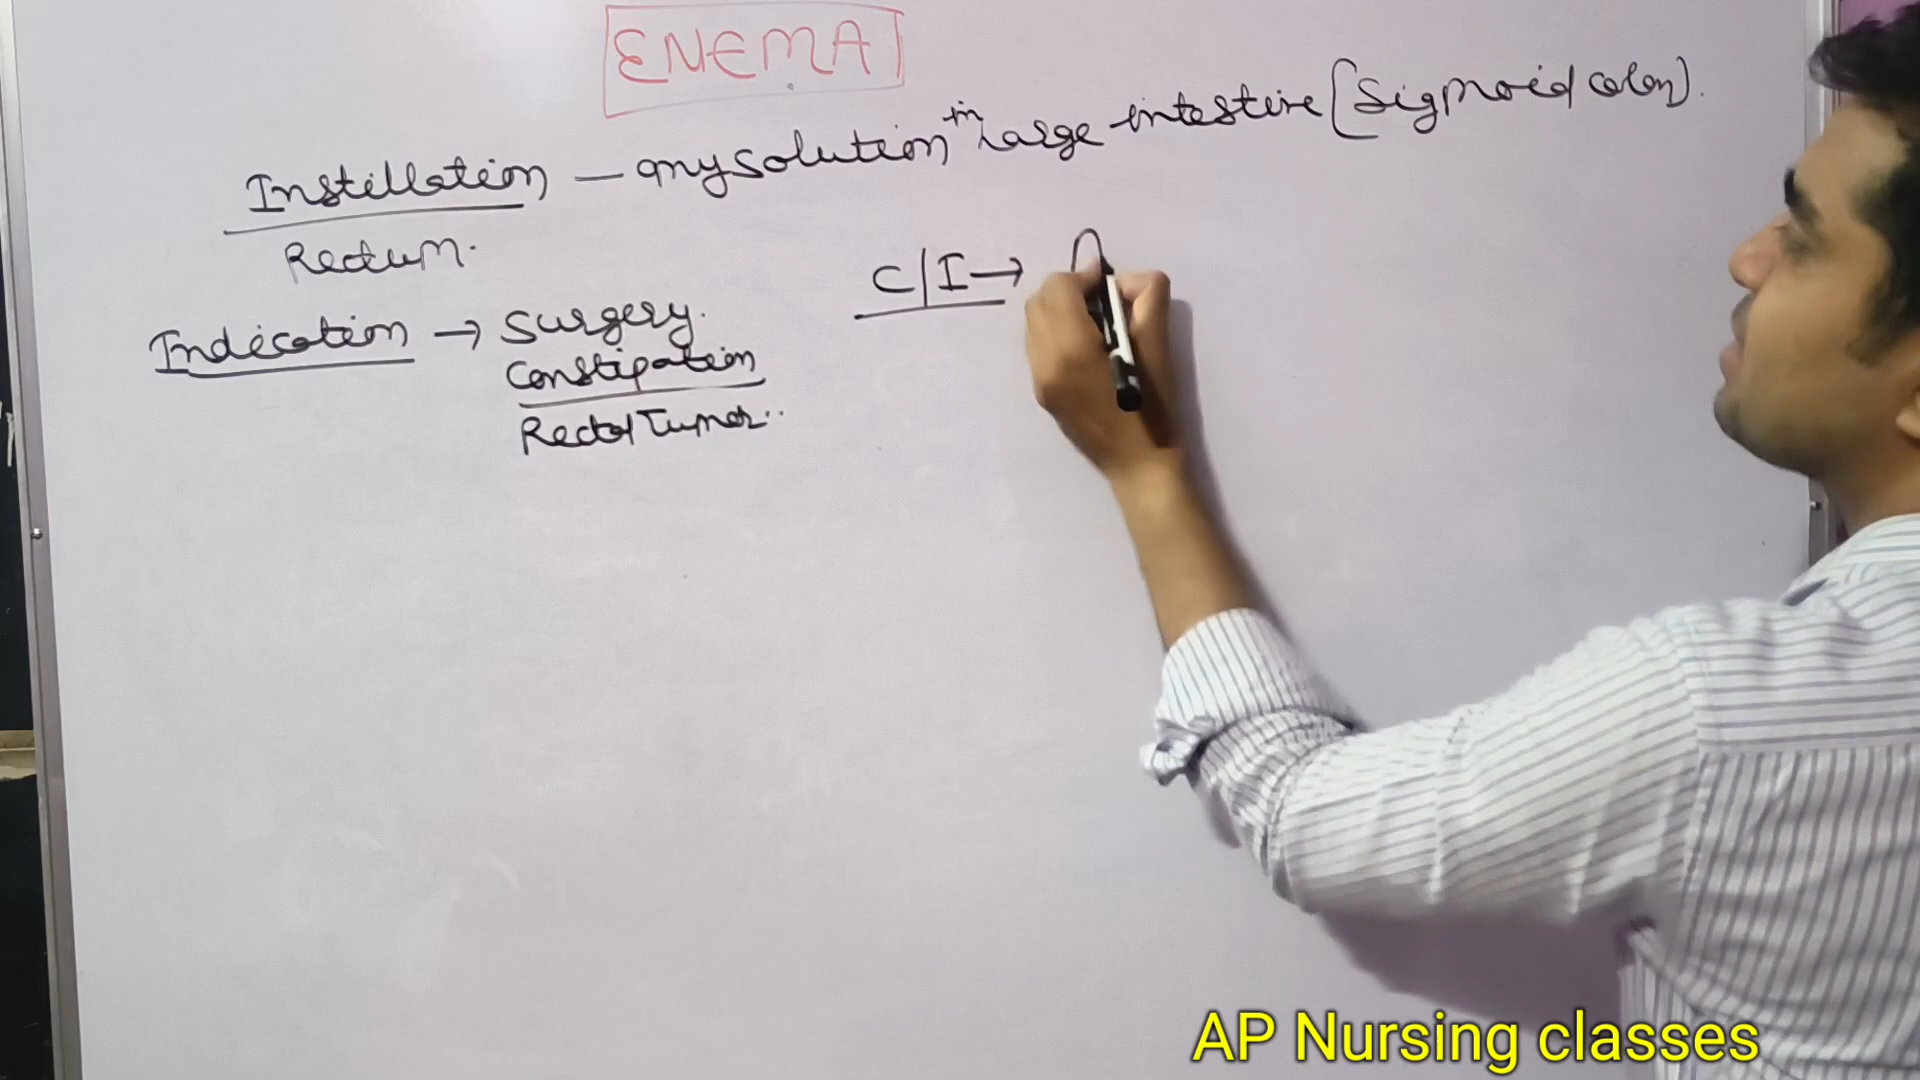 ENEMA
Instillation — any solution in large intestine (Sigmoid colon).
Rectum.
Indication → Surgery.
Constipation
Rectal Tumor..
C/I →
AP Nursing classes